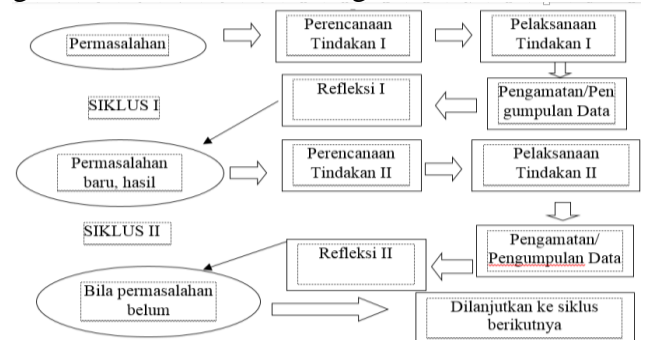 Permasalahan
Perencanaan
Tindakan I
Pelaksanaan
Tindakan I
SIKLUS I
Refleksi I
Pengamatan/Pen
gumpulan Data
Permasalahan
baru, hasil
Perencanaan
Tindakan II
Pelaksanaan
Tindakan II
SIKLUS II
Refleksi II
Pengamatan/
Pengumpulan Data
Bila permasalahan
belum
Dilanjutkan ke siklus
berikutnya